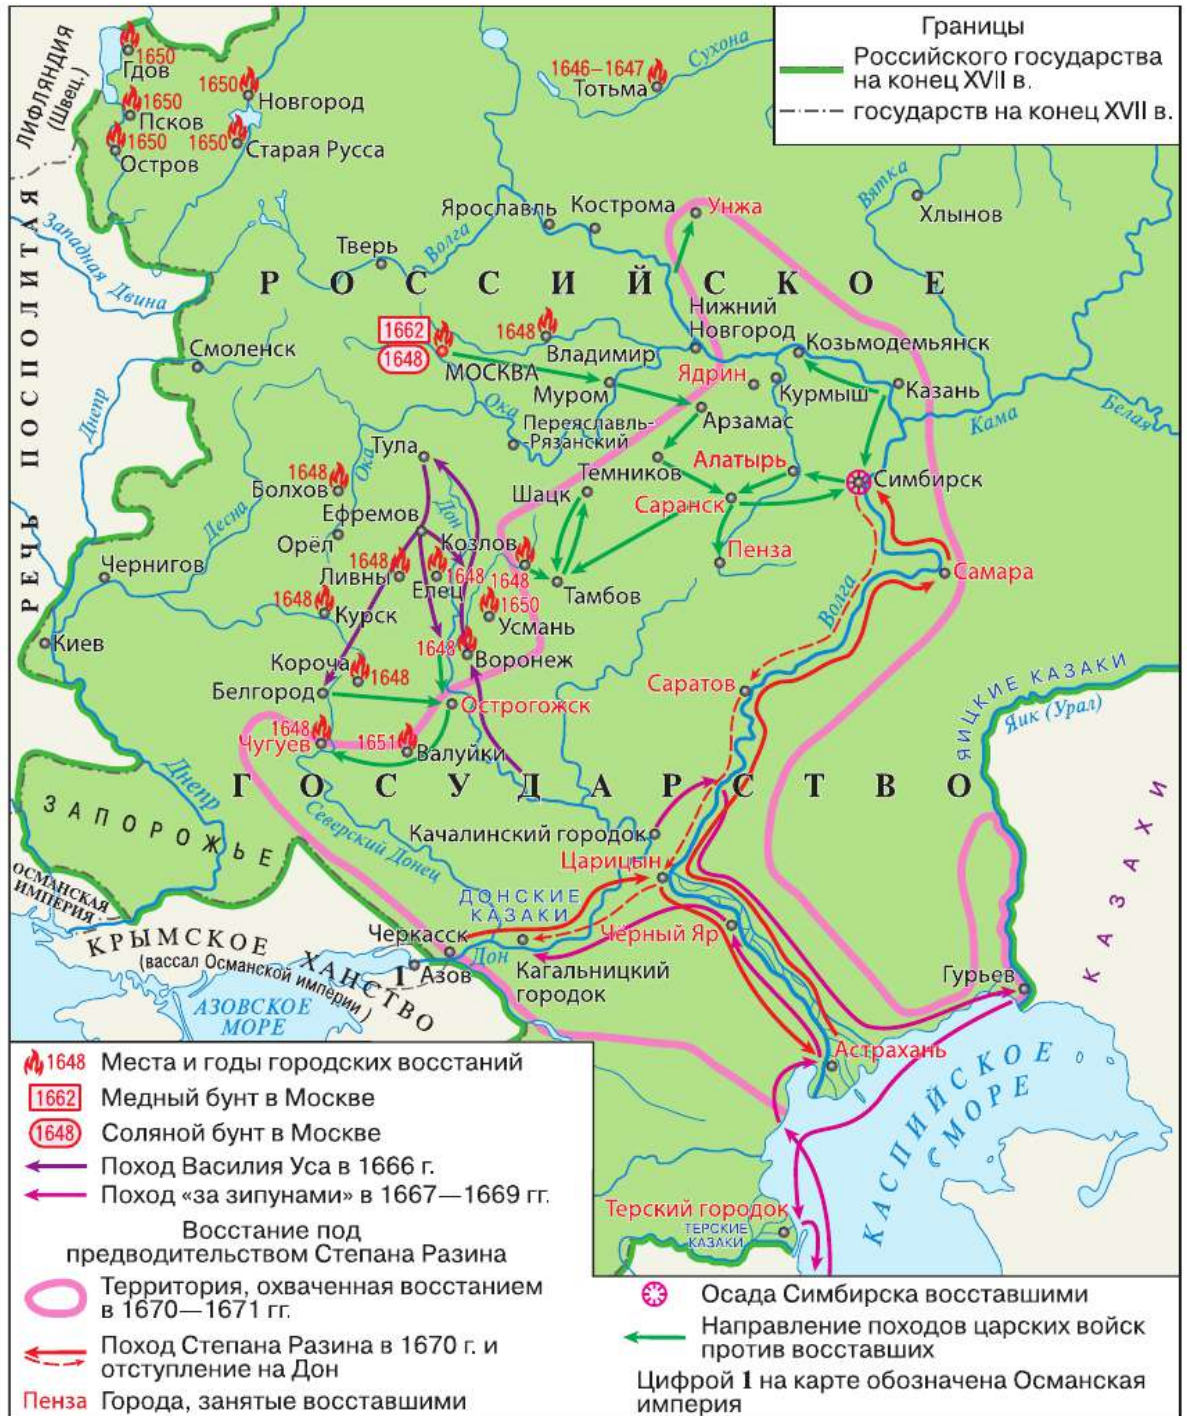 Границы
Российского государства
на конец XVII в.
государств на конец XVII в.
ЛИФЛЯНДИЯ
(Швец.)
1650
Гдов
1650
Псков
1650
Остров
1650
Новгород
1650
Старая Русса
1646–1647
Тотьма
Сухона
Вятка
Хлынов
РЕЧЬ ПОСПОЛИТАЯ
Западная Двина
Ярославль
Кострома
Унжа
Тверь
Волга
РОССИЙСКОЕ
Нижний
Новгород
Козьмодемьянск
1662
1648
МОСКВА
1648
Владимир
Смоленск
Днепр
Муром
Ядрин
Курмыш
Казань
Кама
Белая
Ока
Переяславль-
-Рязанский
Арзамас
Тула
Ока
1648
Болхов
Темников
Алатырь
Симбирск
Шацк
Саранск
Десна
Ефремов
Дон
Орёл
Козлов
1648
Пенза
Чернигов
1648
Ливны
Елец
1648
Тамбов
Самара
1648
Курск
1650
Усмань
Волга
Киев
1648
Воронеж
Короча
1648
Белгород
Саратов
Острогожск
ЯИЦКИЕ КАЗАКИ
Яик (Урал)
1648
Чугуев
1651
Валуйки
Днепр
ГОСУДАРСТВО
ЗАПОРОЖЬЕ
Северский Донец
Качалинский городок
Царицын
КАЗАХИ
ОСМАНСКАЯ
ИМПЕРИЯ
ДОНСКИЕ
КАЗАКИ
КРЫМСКОЕ ХАНСТВО
(вассал Османской империи)
Черкасск
Дон
Чёрный Яр
1
Азов
Кагальницкий
городок
Гурьев
АЗОВСКОЕ
МОРЕ
Астрахань
КАСПИЙСКОЕ
МОРЕ
Терский городок
ТЕРСКИЕ
КАЗАКИ
1648 Места и годы городских восстаний
1662 Медный бунт в Москве
1648 Соляной бунт в Москве
Поход Василия Уса в 1666 г.
Поход «за зипунами» в 1667—1669 гг.
Восстание под
предводительством Степана Разина
Территория, охваченная восстанием
в 1670—1671 гг.
Поход Степана Разина в 1670 г. и
отступление на Дон
Пенза Города, занятые восставшими
Осада Симбирска восставшими
Направление походов царских войск
против восставших
Цифрой 1 на карте обозначена Османская
империя